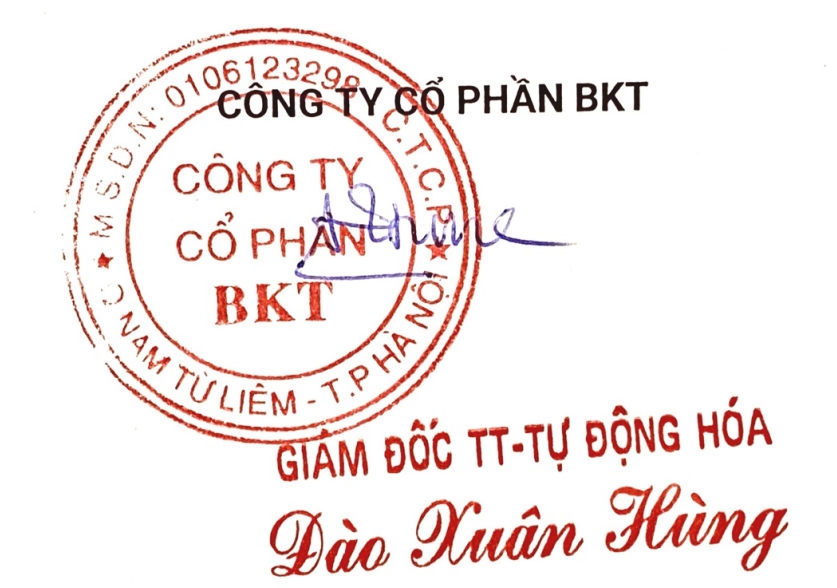 CÔNG TY CỔ PHẦN BKT
M.S.D.N: 0106123298 C.T.C.P
CÔNG TY
CỔ PHẦN
BKT
Q NAM TỪ LIÊM - T.P HÀ NỘI
GIÁM ĐỐC TT-TỰ ĐỘNG HÓA
Đào Xuân Hùng